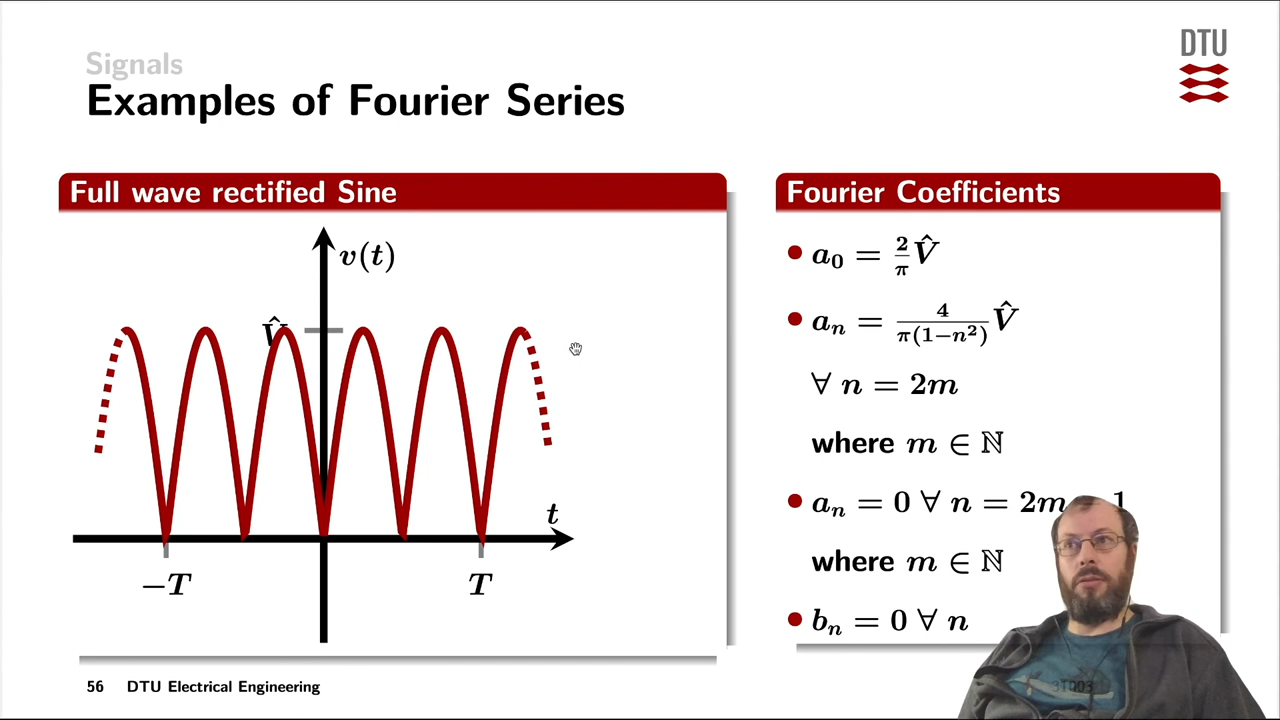 Signals
Examples of Fourier Series
DTU
Full wave rectified Sine
v(t)
V̂
t
−T
T
Fourier Coefficients
• a₀ = 2/π V̂
• aₙ = 4/(π(1−n²)) V̂
∀ n = 2m
where m ∈ ℕ
• aₙ = 0 ∀ n = 2m 1
where m ∈ ℕ
• bₙ = 0 ∀ n
56 DTU Electrical Engineering